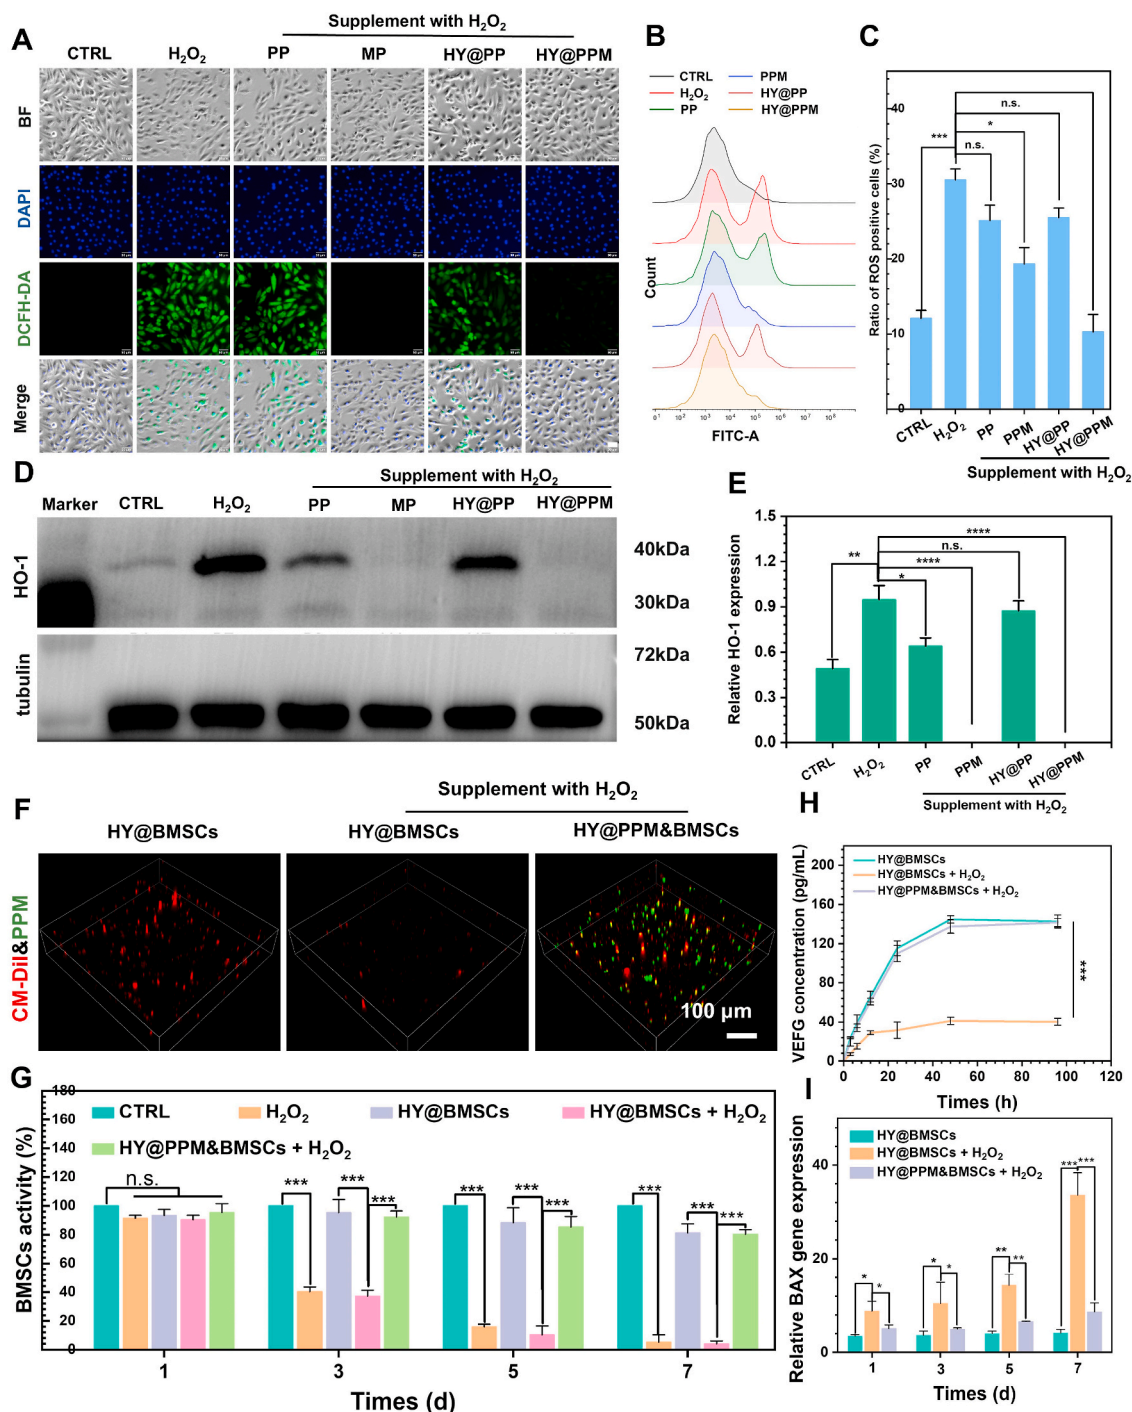 A
Supplement with H₂O₂
CTRL H₂O₂ PP MP HY@PP HY@PPM
BF
DAPI
DCFH-DA
Merge
B
CTRL PPM
H₂O₂ HY@PP
PP HY@PPM
Count
10¹ 10² 10³ 10⁴ 10⁵ 10⁶ 10⁷ 10⁸
FITC-A
C
Ratio of ROS positive cells (%)
40
30
20
10
0
n.s.
n.s.
*
***
n.s.
CTRL H₂O₂ PP PPM HY@PP HY@PPM
Supplement with H₂O₂
D
Supplement with H₂O₂
Marker CTRL H₂O₂ PP MP HY@PP HY@PPM
HO-1
40kDa
30kDa
tubulin
72kDa
50kDa
E
Relative HO-1 expression
1.5
1.2
0.9
0.6
0.3
0.0
****
n.s.
****
**
*
CTRL H₂O₂ PP PPM HY@PP HY@PPM
Supplement with H₂O₂
F
Supplement with H₂O₂
HY@BMSCs HY@BMSCs HY@PPM&BMSCs
CM-Dil&PPM
100 μm
G
BMSCs activity (%)
180
160
140
120
100
80
60
40
20
0
CTRL H₂O₂ HY@BMSCs HY@BMSCs + H₂O₂
HY@PPM&BMSCs + H₂O₂
n.s. *** *** *** *** *** *** *** *** ***
1 3 5 7
Times (d)
H
VEFG concentration (pg/mL)
200
160
120
80
40
0
HY@BMSCs
HY@BMSCs + H₂O₂
HY@PPM&BMSCs + H₂O₂
***
0 20 40 60 80 100 120
Times (h)
I
Relative BAX gene expression
40
20
0
HY@BMSCs
HY@BMSCs + H₂O₂
HY@PPM&BMSCs + H₂O₂
* * * * ** ** *** ***
1 3 5 7
Times (d)